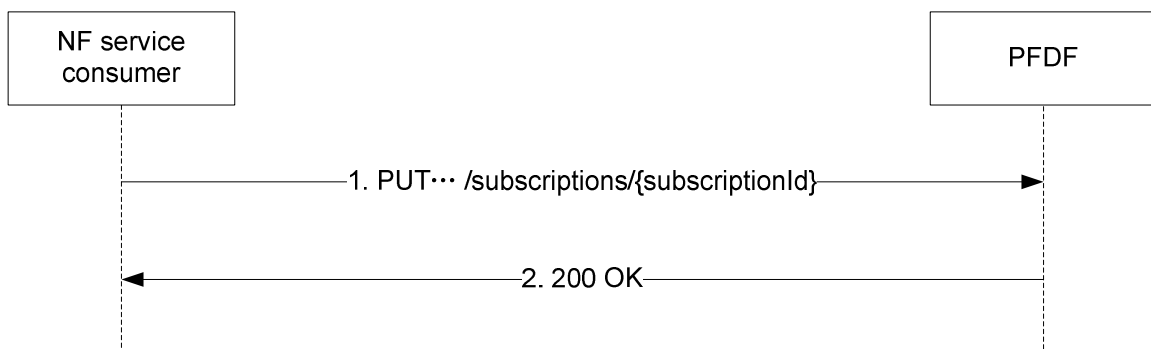 NF service
consumer
PFDF
1. PUT··· /subscriptions/{subscriptionId}
2. 200 OK